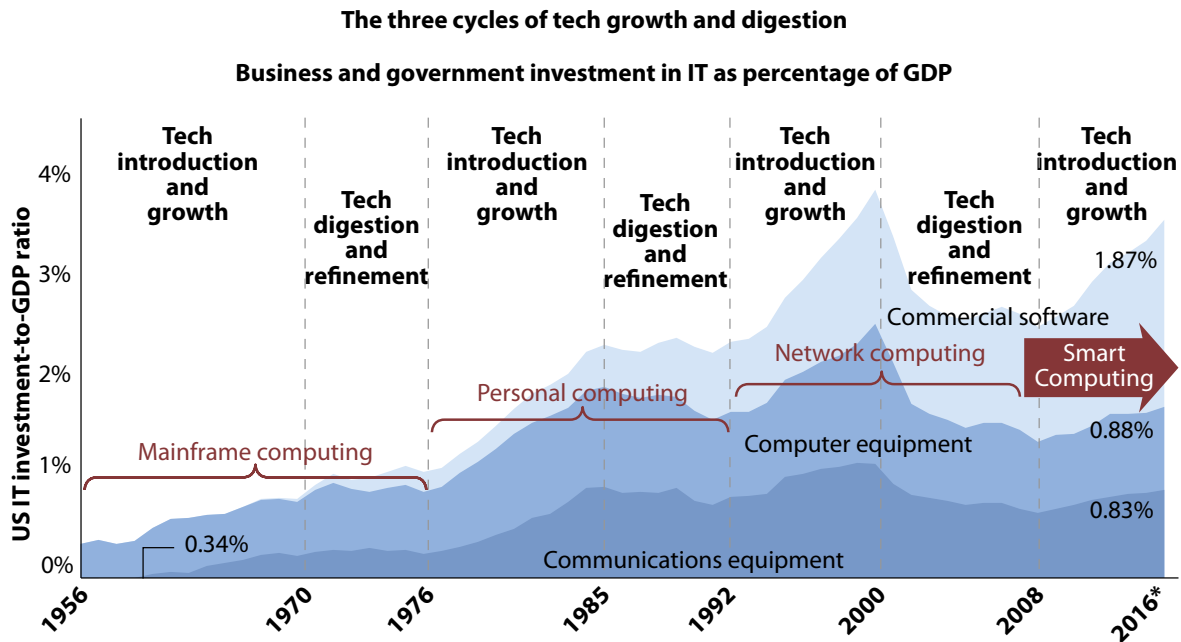 The three cycles of tech growth and digestion
Business and government investment in IT as percentage of GDP
US IT investment-to-GDP ratio
4%
3%
2%
1%
0%
Tech
introduction
and
growth
Tech
digestion
and
refinement
Tech
introduction
and
growth
Tech
digestion
and
refinement
Tech
introduction
and
growth
Tech
digestion
and
refinement
Tech
introduction
and
growth
1.87%
Commercial software
Mainframe computing
Personal computing
Network computing
Smart
Computing
Computer equipment
0.88%
0.34%
Communications equipment
0.83%
1956
1970
1976
1985
1992
2000
2008
2016*